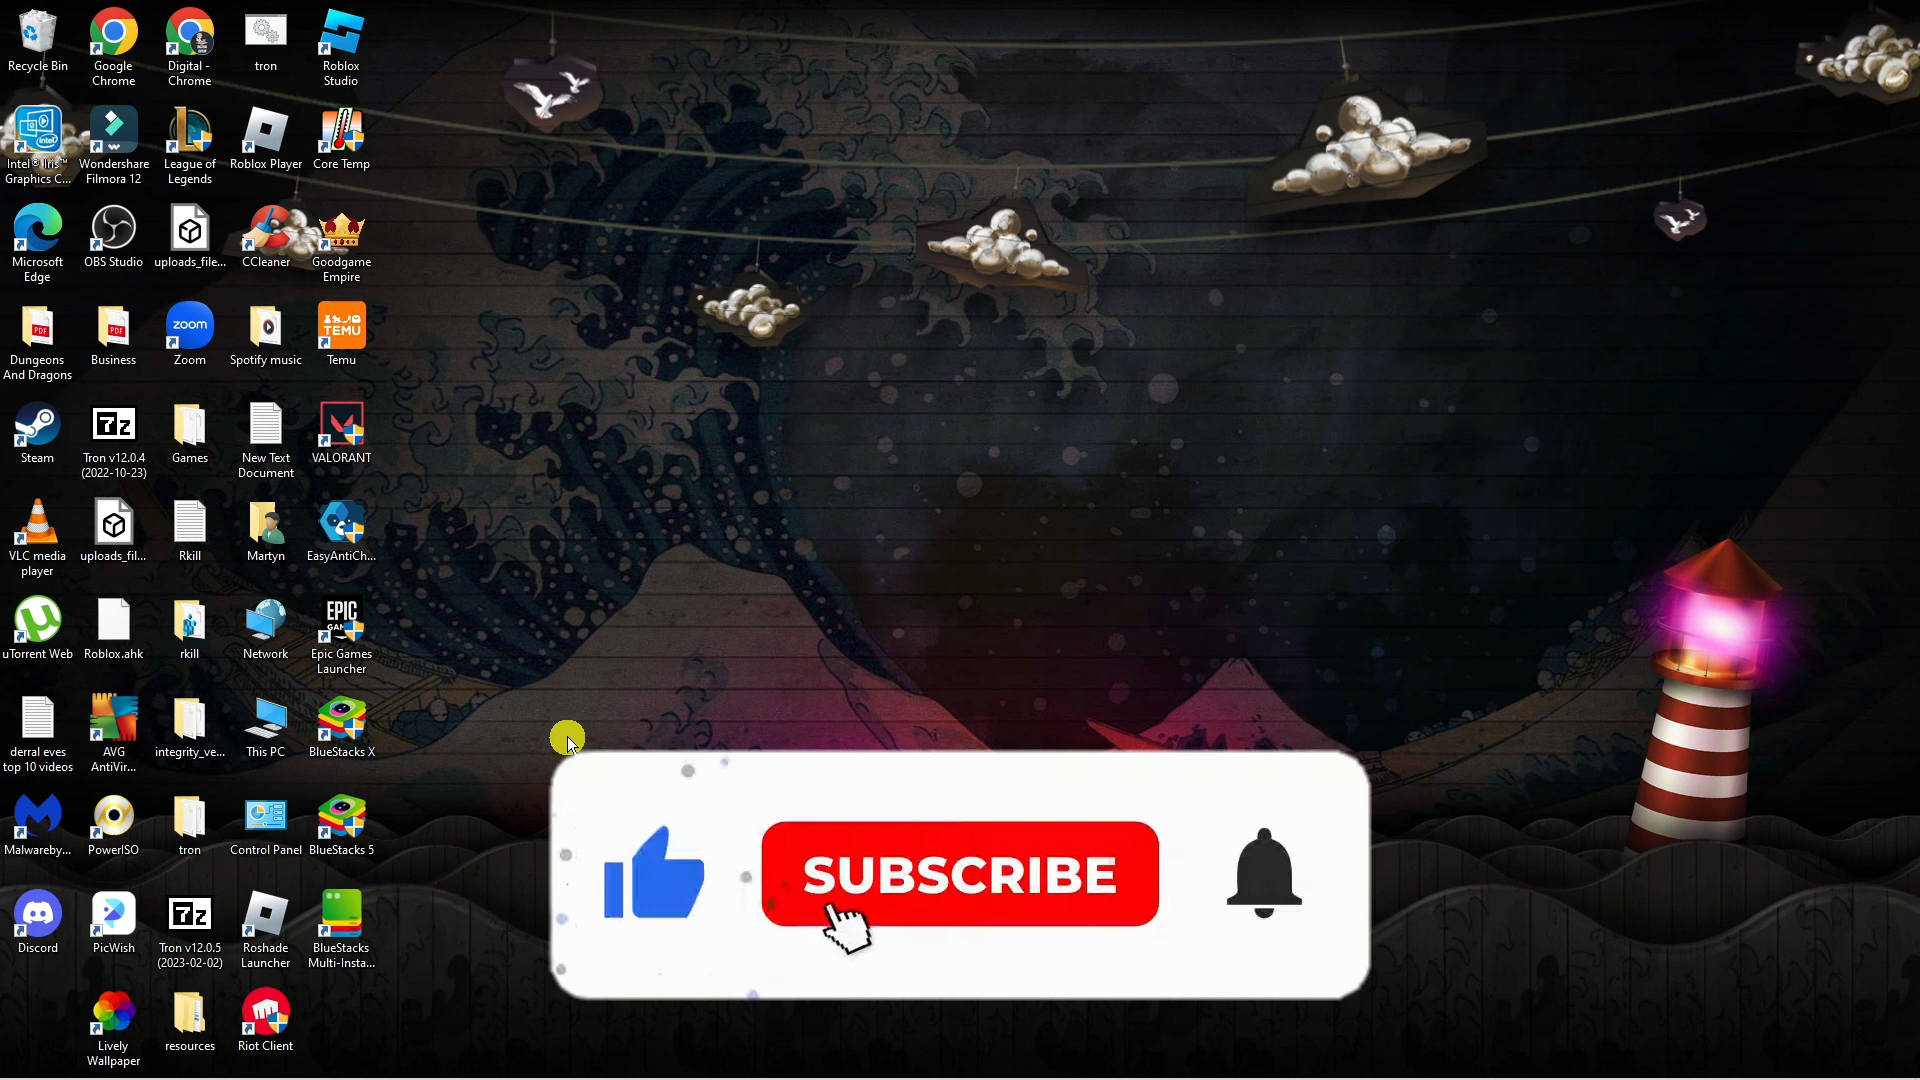 Recycle Bin
Google
Chrome
Digital -
Chrome
tron
Roblox
Studio
intel
Intel® Iris™
Graphics C...
Wondershare
Filmora 12
League of
Legends
Roblox Player
Core Temp
Microsoft
Edge
OBS Studio
uploads_file...
CCleaner
Goodgame
Empire
PDF
Dungeons
And Dragons
PDF
Business
zoom
Zoom
Spotify music
TEMU
Temu
Steam
7z
Tron v12.0.4
(2022-10-23)
Games
New Text
Document
VALORANT
VLC media
player
uploads_fil...
Rkill
Martyn
EasyAntiCh...
uTorrent Web
Roblox.ahk
rkill
Network
EPIC
Epic Games
Launcher
derral eves
top 10 videos
AVG
AntiVir...
integrity_ve...
This PC
BlueStacks X
Malwareby...
PowerISO
tron
Control Panel
BlueStacks 5
Discord
PicWish
7z
Tron v12.0.5
(2023-02-02)
Roshade
Launcher
BlueStacks
Multi-Insta...
Lively
Wallpaper
resources
Riot Client
SUBSCRIBE